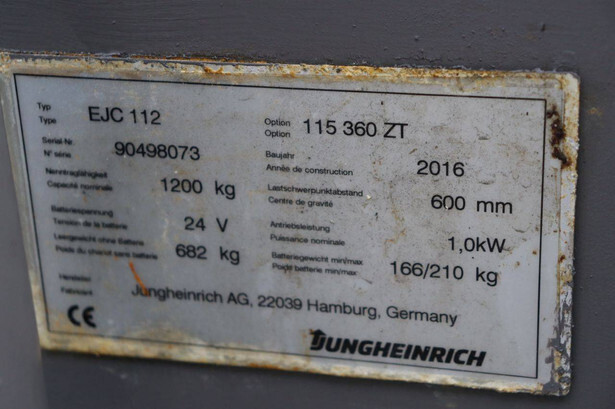 Typ
Type
EJC 112
Option
Option
115 360 ZT
Serial-Nr.
N° série
90498073
Baujahr
Année de construction
2016
Nenntragfähigkeit
Capacité nominale
1200 kg
Lastschwerpunktabstand
Centre de gravité
600 mm
Batteriespannung
Tension de la batterie
24 V
Antriebsleistung
Puissance nominale
1,0kW
Leergewicht ohne Batterie
Poids du chariot sans batterie
682 kg
Batteriegewicht min/max
Poids batterie min/max
166/210 kg
Hersteller
Fabricant
Jungheinrich AG, 22039 Hamburg, Germany
CE
JUNGHEINRICH